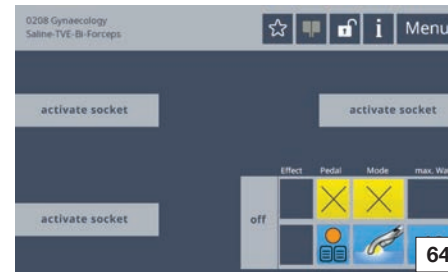 0208 Gynaecology
Saline-TVE-Bi-Forceps
i
Menu
activate socket
activate socket
Effect
Pedal
Mode
max. Wa
off
activate socket
64